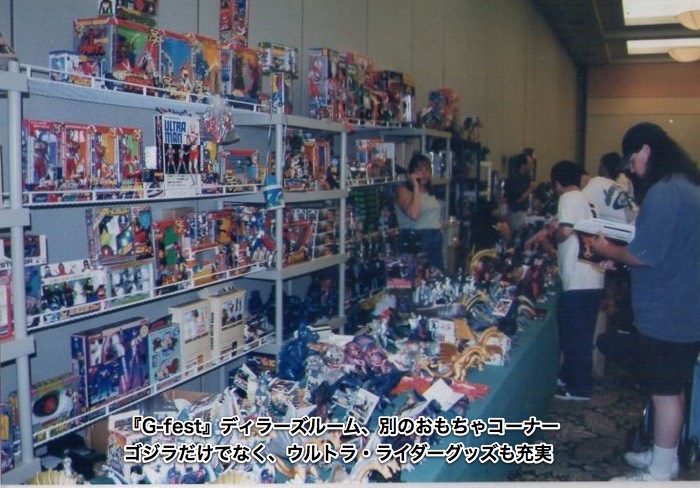 ULTRA
MAN
『G-fest』ディラーズルーム、別のおもちゃコーナー
ゴジラだけでなく、ウルトラ・ライダーグッズも充実